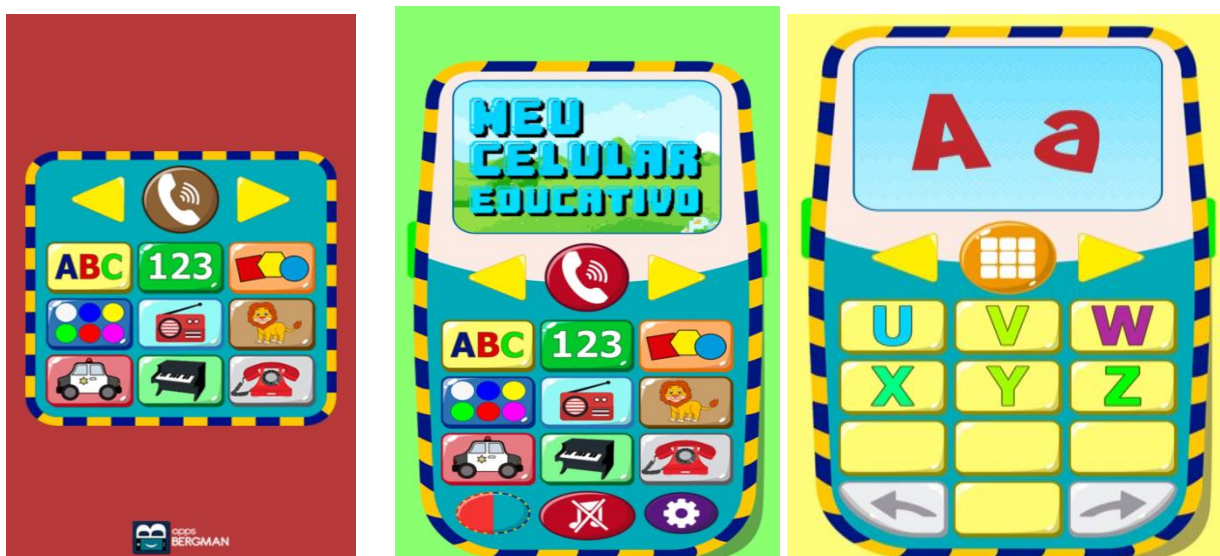 ABC 123
apps
BERGMAN
MEU
CELULAR
EDUCATIVO
ABC 123
A a
U V W
X Y Z